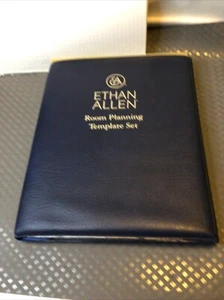 EA
ETHAN
ALLEN
Room Planning
Template Set